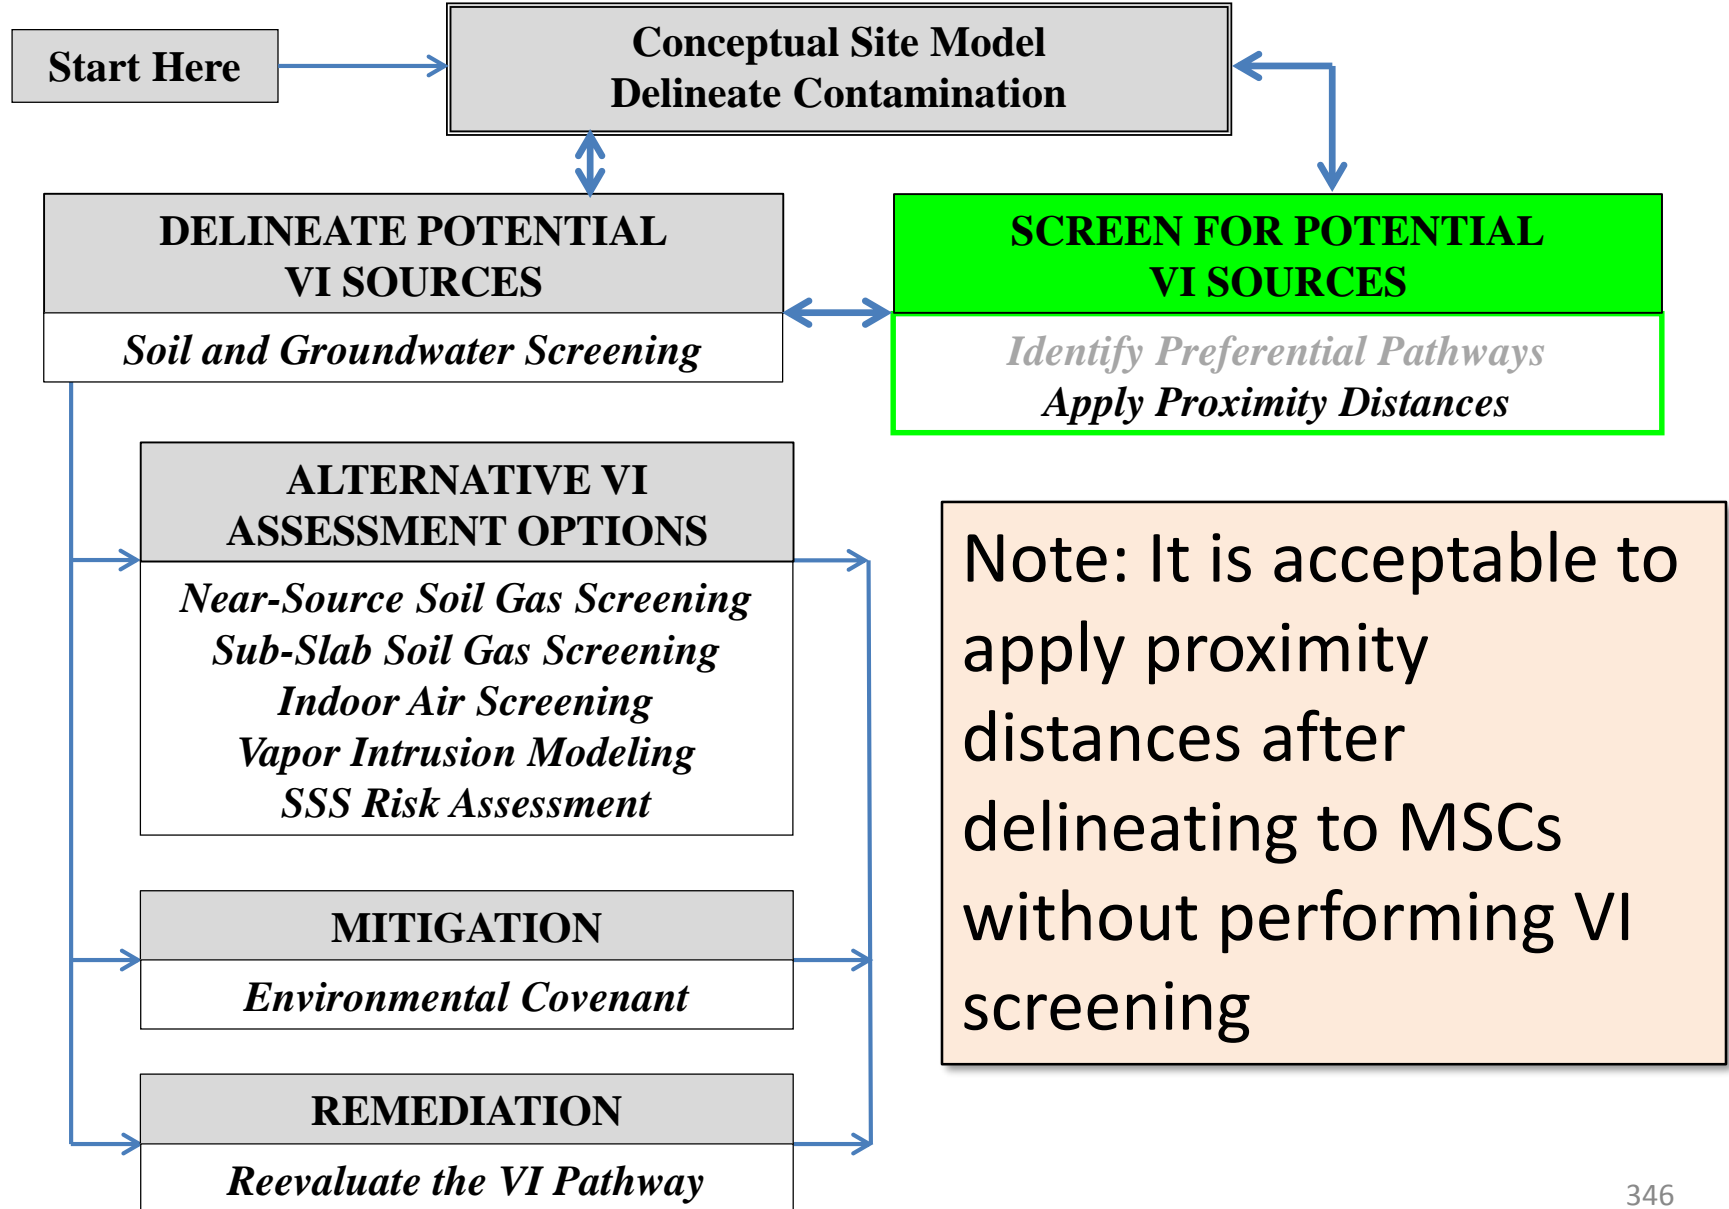 Start Here
Conceptual Site Model
Delineate Contamination
DELINEATE POTENTIAL
VI SOURCES
Soil and Groundwater Screening
SCREEN FOR POTENTIAL
VI SOURCES
Identify Preferential Pathways
Apply Proximity Distances
ALTERNATIVE VI
ASSESSMENT OPTIONS
Near-Source Soil Gas Screening
Sub-Slab Soil Gas Screening
Indoor Air Screening
Vapor Intrusion Modeling
SSS Risk Assessment
MITIGATION
Environmental Covenant
REMEDIATION
Reevaluate the VI Pathway
Note: It is acceptable to
apply proximity
distances after
delineating to MSCs
without performing VI
screening
346